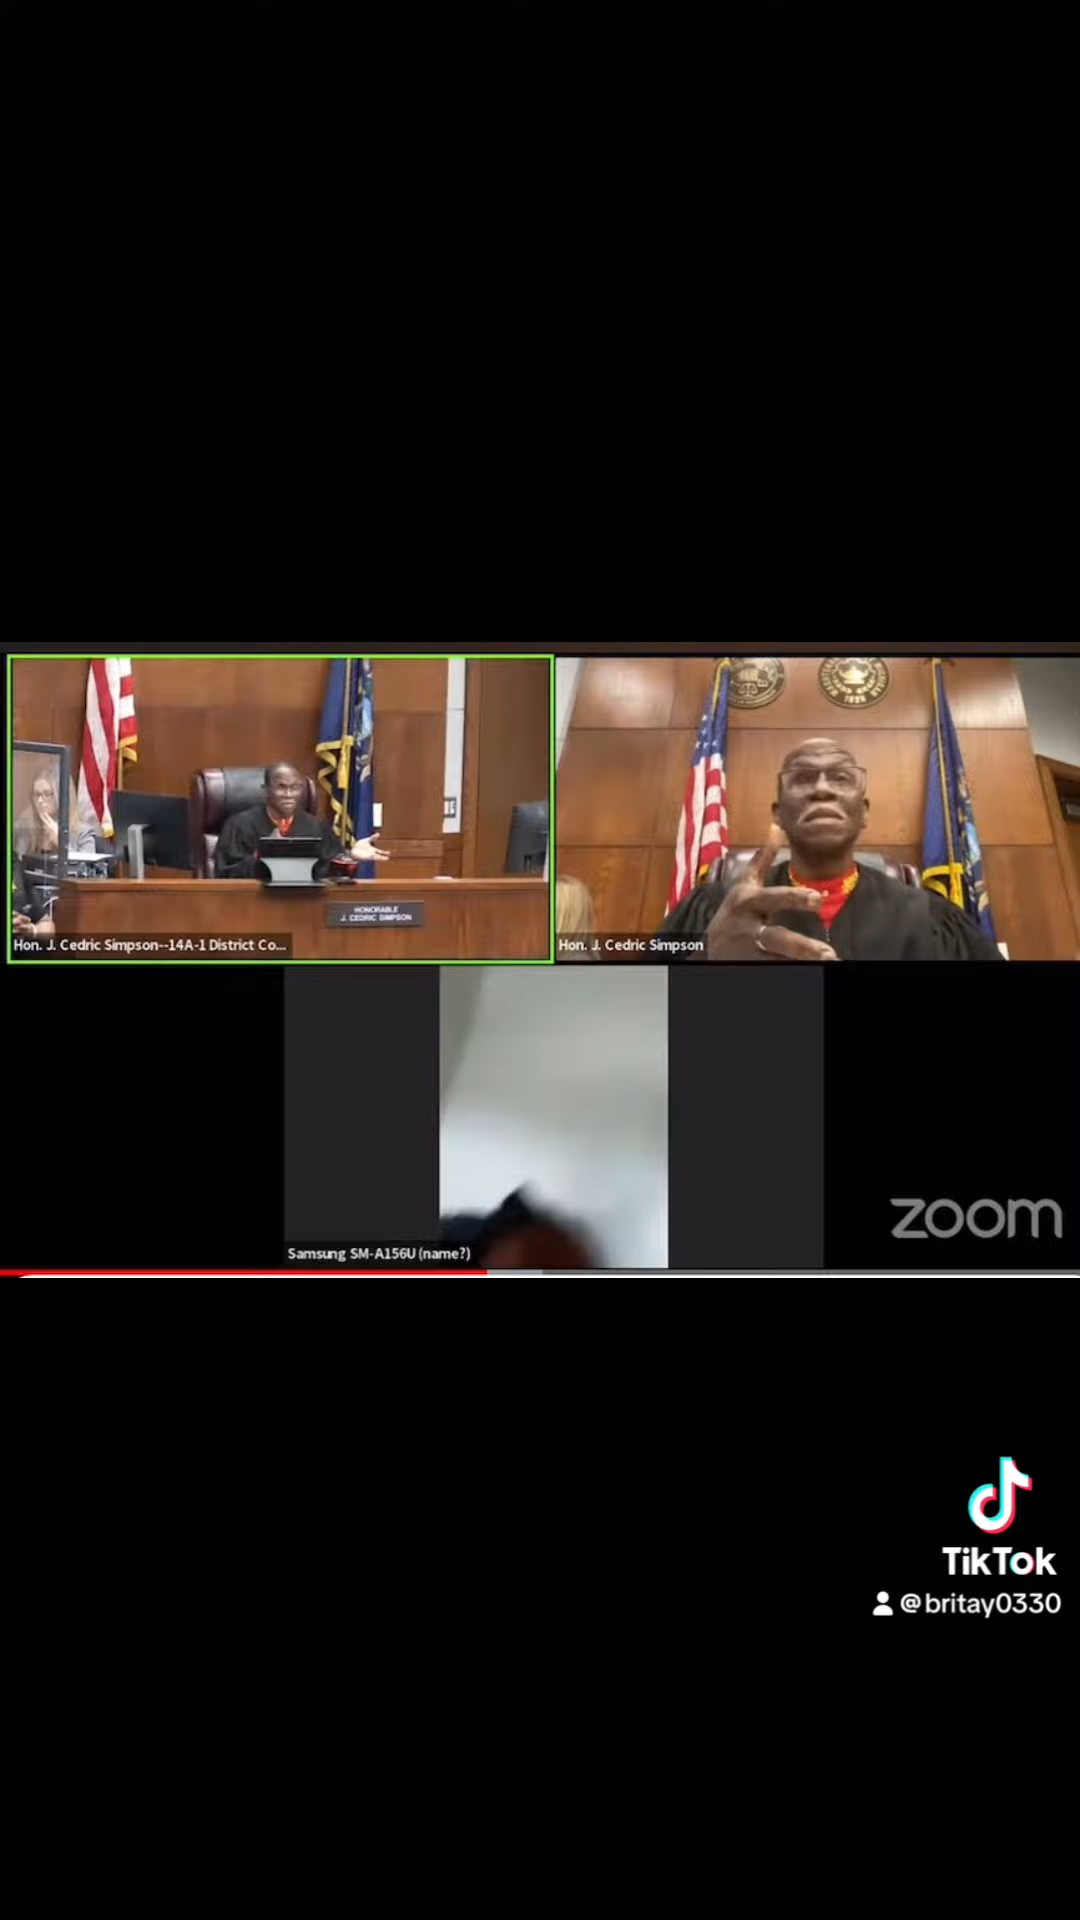 HONORABLE
J. CEDRIC SIMPSON
Hon. J. Cedric Simpson--14A-1 District Co...
Hon. J. Cedric Simpson
Samsung SM-A156U (name?)
zoom
TikTok
@britay0330